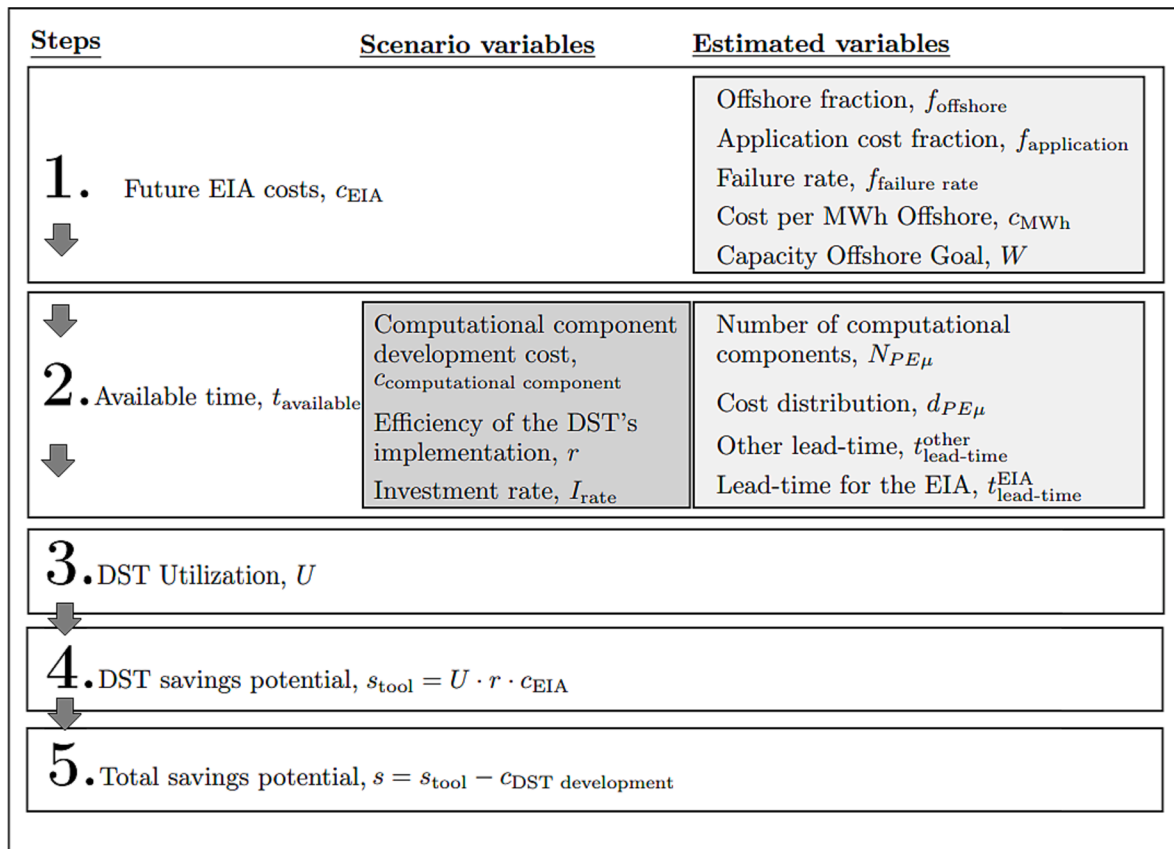 Steps
Scenario variables
Estimated variables
1. Future EIA costs, c_EIA
Offshore fraction, f_offshore
Application cost fraction, f_application
Failure rate, f_failure rate
Cost per MWh Offshore, c_MWh
Capacity Offshore Goal, W
2. Available time, t_available
Computational component
development cost,
c_computational component
Efficiency of the DST's
implementation, r
Investment rate, I_rate
Number of computational
components, N_PEμ
Cost distribution, d_PEμ
Other lead-time, t^other_lead-time
Lead-time for the EIA, t^EIA_lead-time
3. DST Utilization, U
4. DST savings potential, s_tool = U · r · c_EIA
5. Total savings potential, s = s_tool − c_DST development